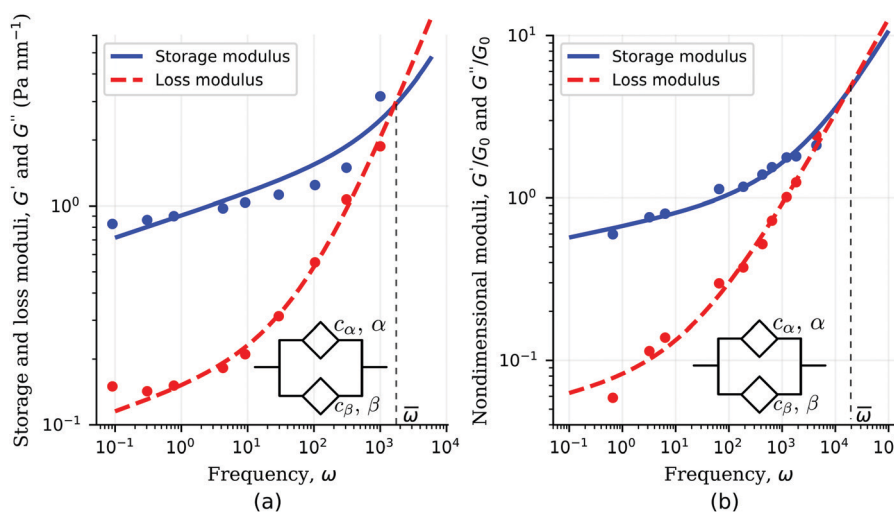 Storage and loss moduli, G′ and G″ (Pa nm⁻¹)
Storage modulus
Loss modulus
10⁰
10⁻¹
c_α, α
c_β, β
ω̄
10⁻¹ 10⁰ 10¹ 10² 10³ 10⁴
Frequency, ω
(a)
Nondimensional moduli, G′/G₀ and G″/G₀
10¹
Storage modulus
Loss modulus
10⁰
10⁻¹
c_α, α
c_β, β
ω̄
10⁻¹ 10⁰ 10¹ 10² 10³ 10⁴ 10
Frequency, ω
(b)